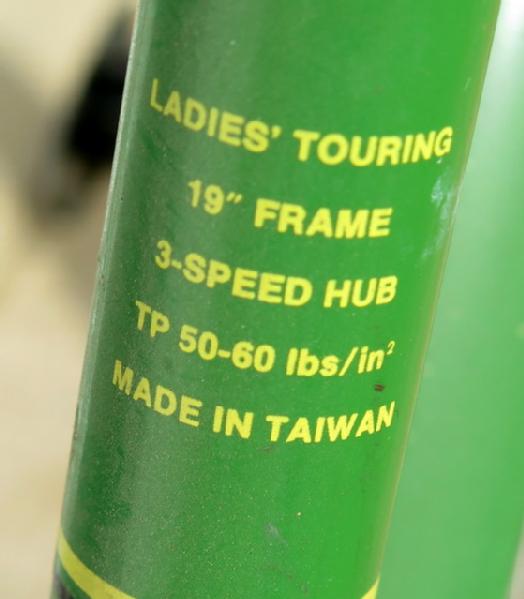 LADIES' TOURING
19" FRAME
3-SPEED HUB
TP 50-60 lbs/in²
MADE IN TAIWAN